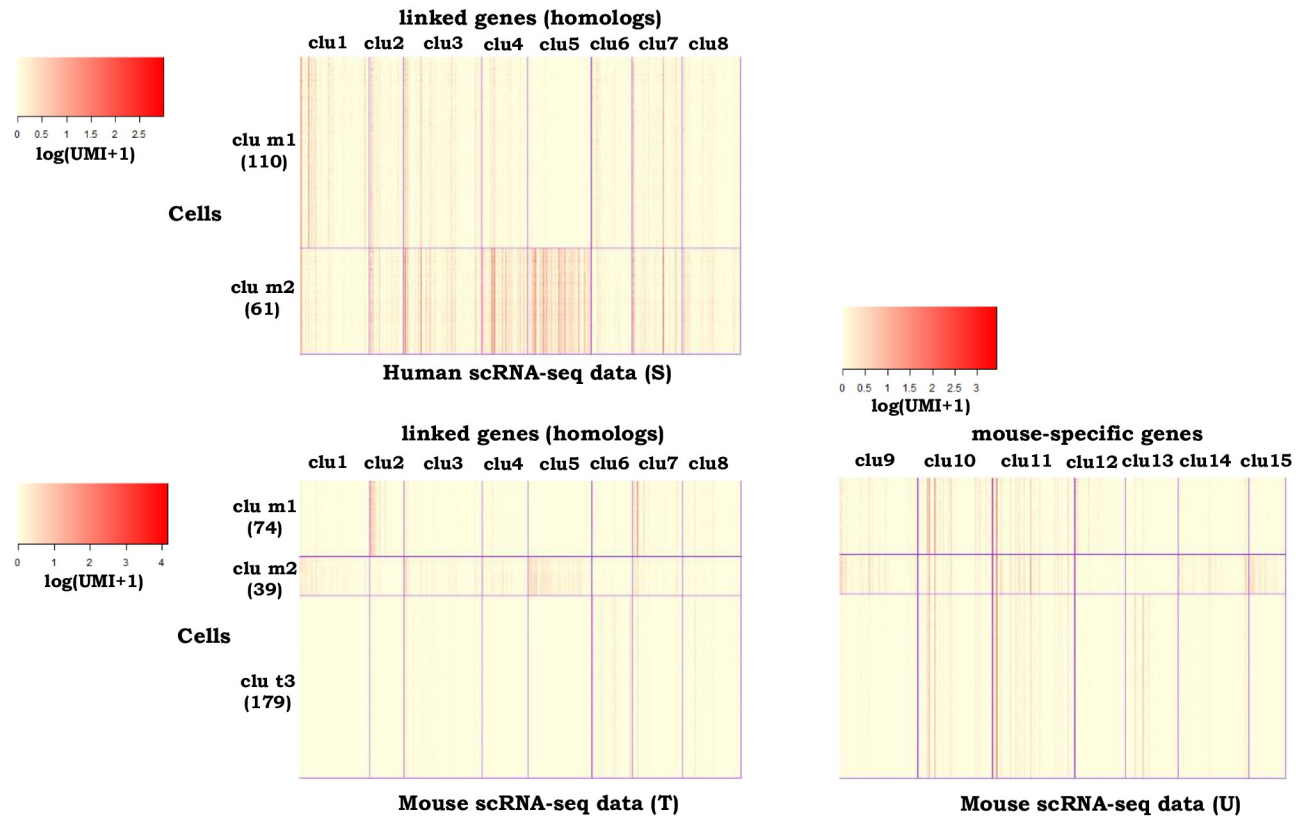 linked genes (homologs)
clu1 clu2 clu3 clu4 clu5 clu6 clu7 clu8
0 0.5 1 1.5 2 2.5
log(UMI+1)
clu m1
(110)
Cells
clu m2
(61)
Human scRNA-seq data (S)
0 0.5 1 1.5 2 2.5 3
log(UMI+1)
linked genes (homologs)
clu1 clu2 clu3 clu4 clu5 clu6 clu7 clu8
0 1 2 3 4
log(UMI+1)
clu m1
(74)
clu m2
(39)
Cells
clu t3
(179)
Mouse scRNA-seq data (T)
mouse-specific genes
clu9 clu10 clu11 clu12 clu13 clu14 clu15
Mouse scRNA-seq data (U)